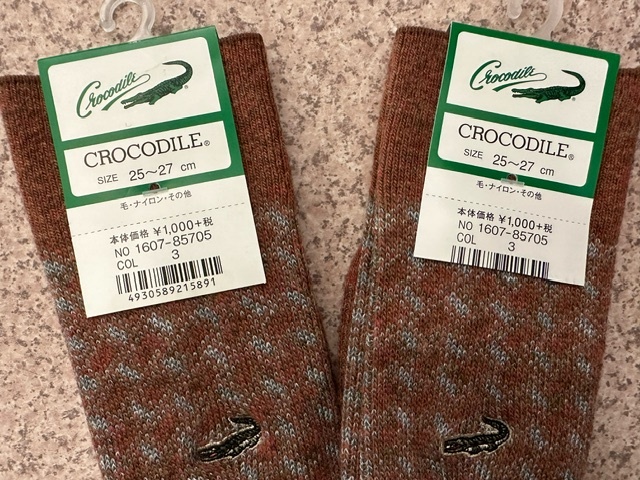 Crocodile®
CROCODILE®
SIZE 25～27 cm
毛・ナイロン・その他
本体価格 ¥1,000+税
NO 1607-85705
COL 3
4930589215891
Crocodile®
CROCODILE®
SIZE 25～27 cm
毛・ナイロン・その他
本体価格 ¥1,000+税
NO 1607-85705
COL 3